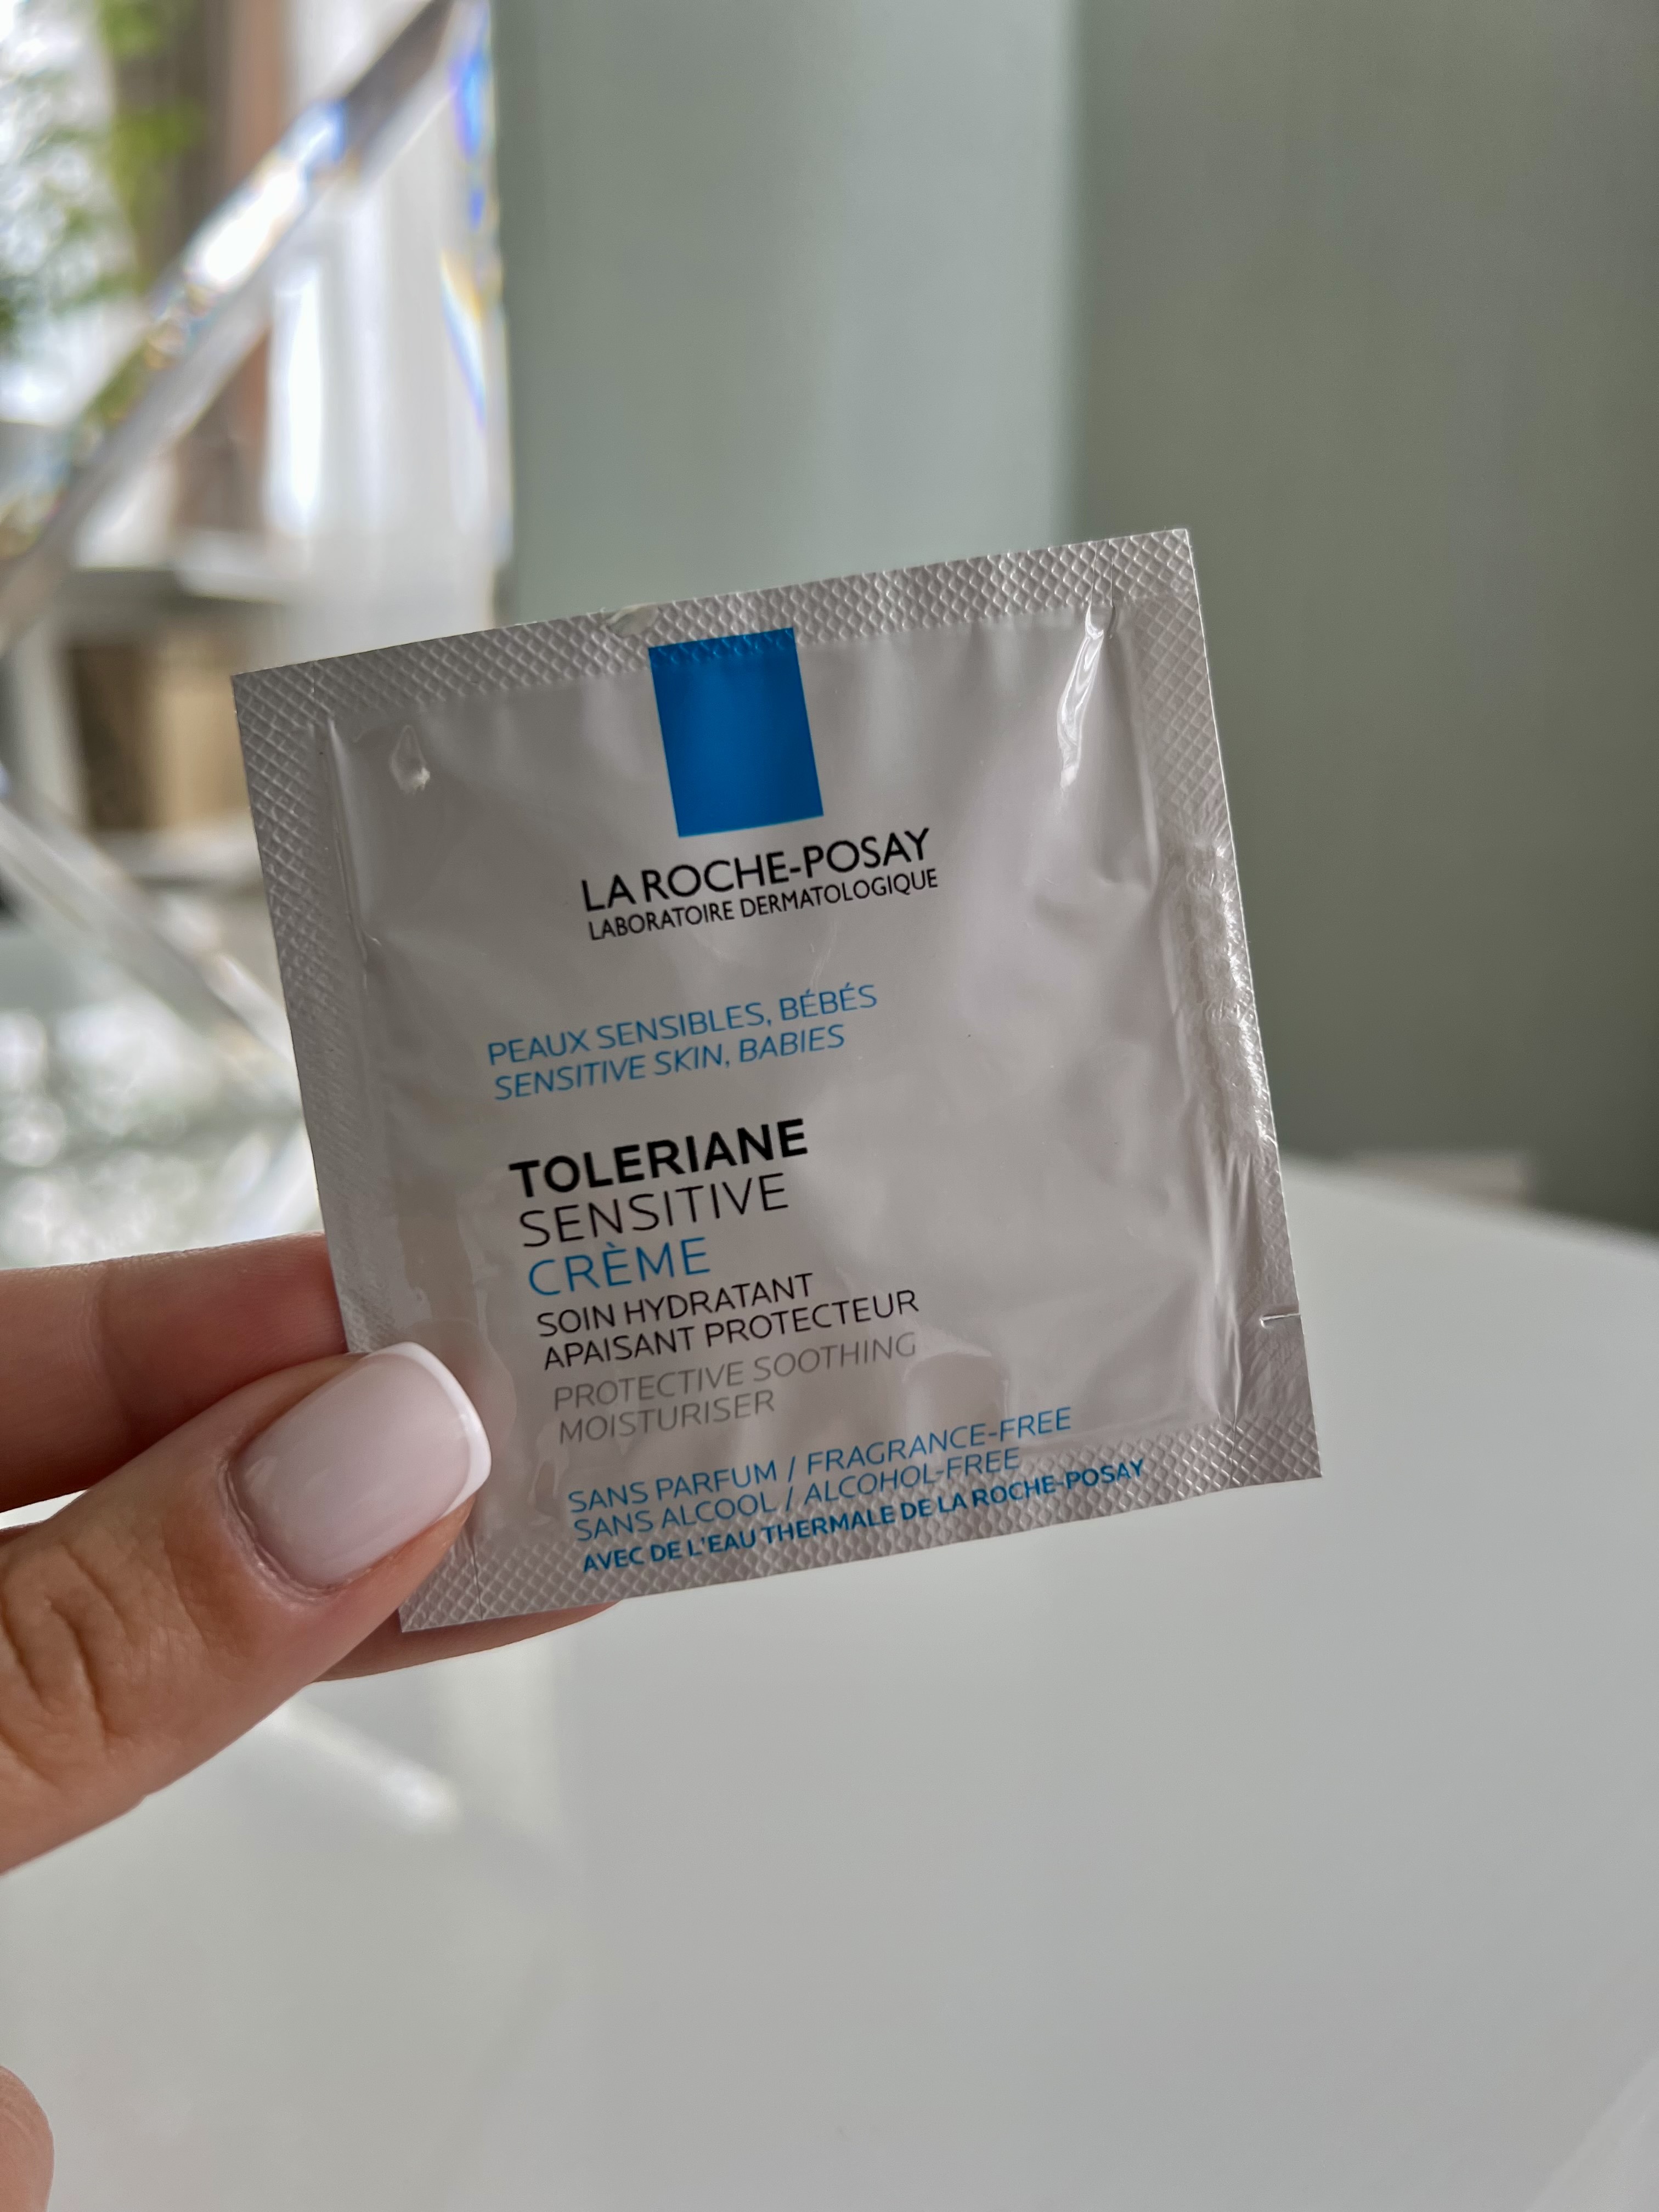 LA ROCHE-POSAY
LABORATOIRE DERMATOLOGIQUE
PEAUX SENSIBLES, BÉBÉS
SENSITIVE SKIN, BABIES
TOLERIANE
SENSITIVE
CRÈME
SOIN HYDRATANT
APAISANT PROTECTEUR
PROTECTIVE SOOTHING
MOISTURISER
SANS PARFUM / FRAGRANCE-FREE
SANS ALCOOL / ALCOHOL-FREE
AVEC DE L'EAU THERMALE DE LA ROCHE-POSAY